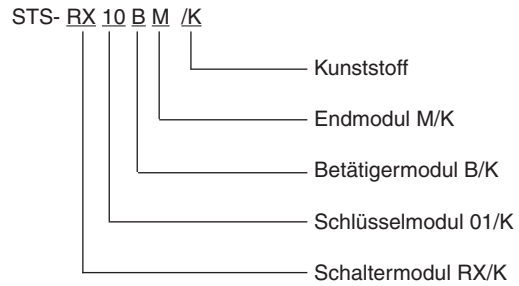 STS- RX 10 B M /K
Kunststoff
Endmodul M/K
Betätigermodul B/K
Schlüsselmodul 01/K
Schaltermodul RX/K